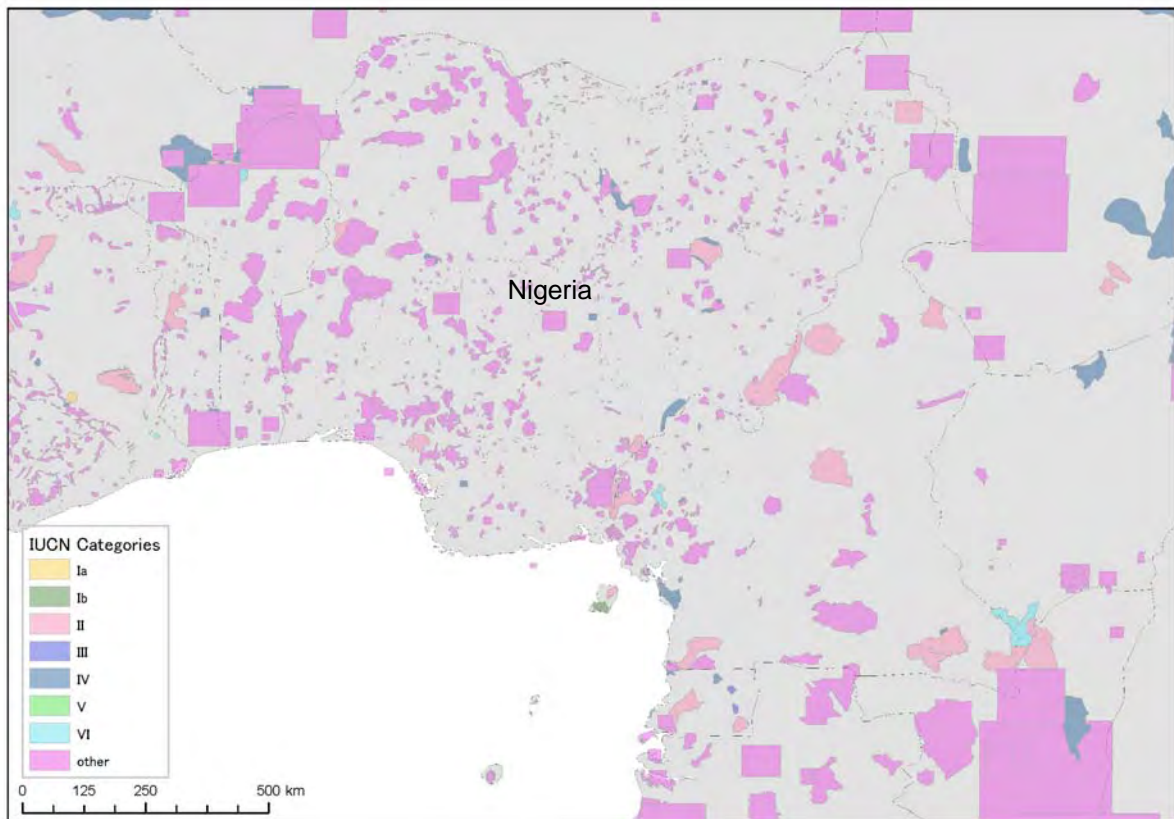 Nigeria
IUCN Categories
Ia
Ib
II
III
IV
V
VI
other
0 125 250 500 km